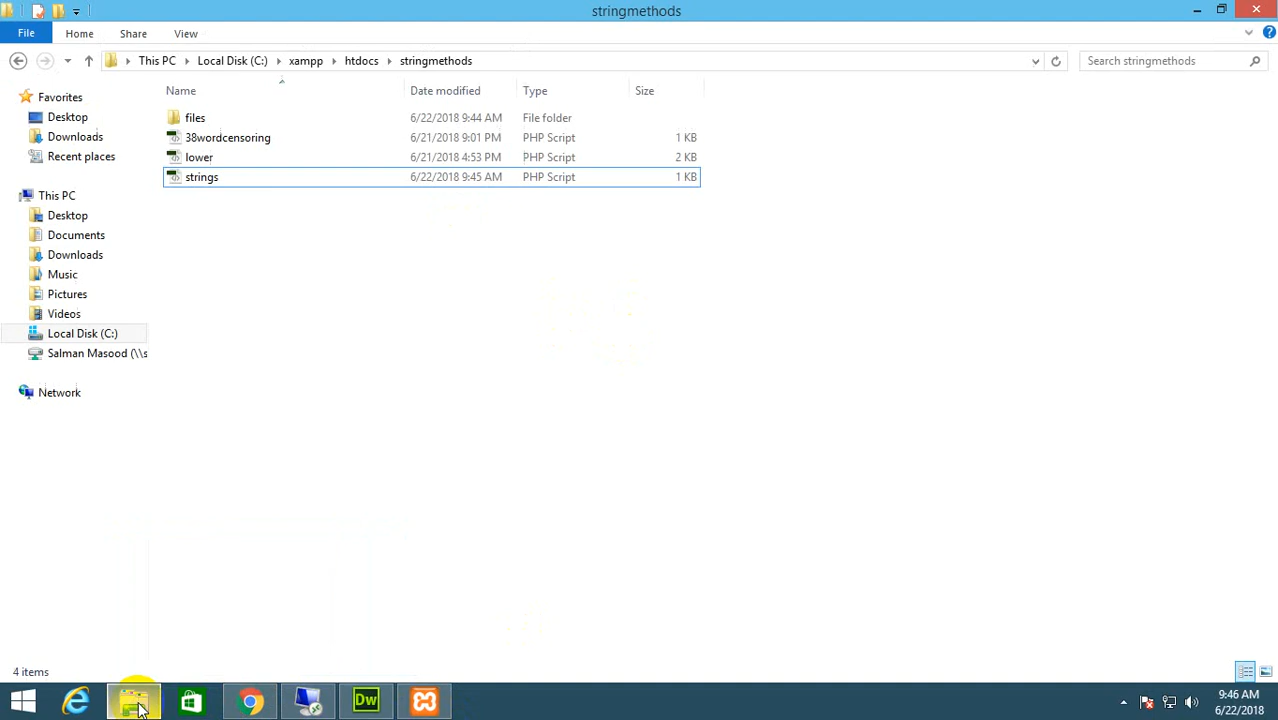 stringmethods
File Home Share View
This PC Local Disk (C:) xampp htdocs stringmethods Search stringmethods
Name Date modified Type Size
Favorites
Desktop
Downloads
Recent places
This PC
Desktop
Documents
Downloads
Music
Pictures
Videos
Local Disk (C:)
Salman Masood (\\s
Network
files 6/22/2018 9:44 AM File folder
38wordcensoring 6/21/2018 9:01 PM PHP Script 1 KB
lower 6/21/2018 4:53 PM PHP Script 2 KB
strings 6/22/2018 9:45 AM PHP Script 1 KB
4 items
Dw
9:46 AM
6/22/2018